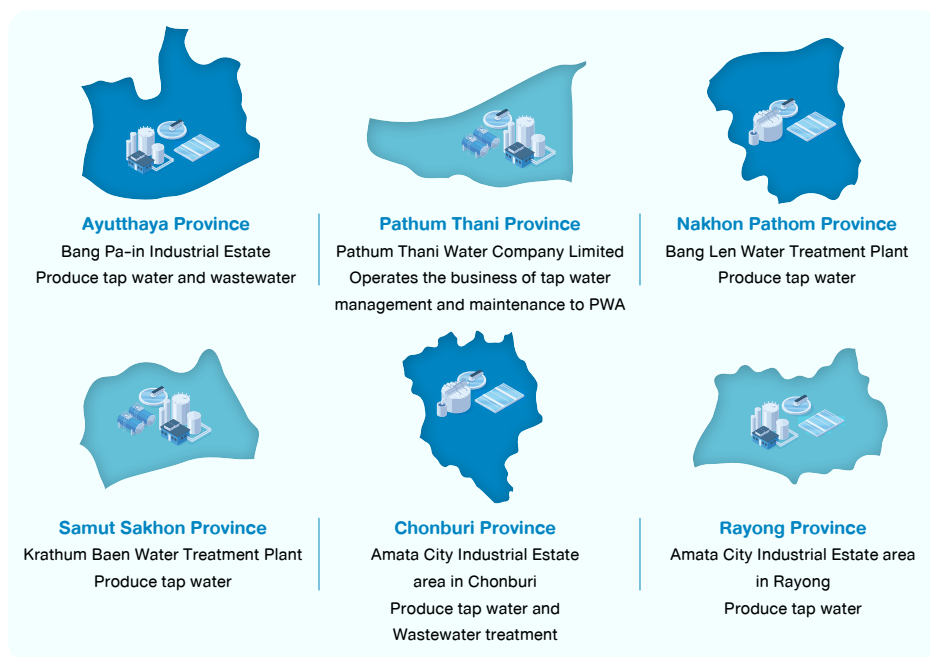 Ayutthaya Province
Bang Pa-in Industrial Estate
Produce tap water and wastewater
Pathum Thani Province
Pathum Thani Water Company Limited
Operates the business of tap water
management and maintenance to PWA
Nakhon Pathom Province
Bang Len Water Treatment Plant
Produce tap water
Samut Sakhon Province
Krathum Baen Water Treatment Plant
Produce tap water
Chonburi Province
Amata City Industrial Estate
area in Chonburi
Produce tap water and
Wastewater treatment
Rayong Province
Amata City Industrial Estate area
in Rayong
Produce tap water